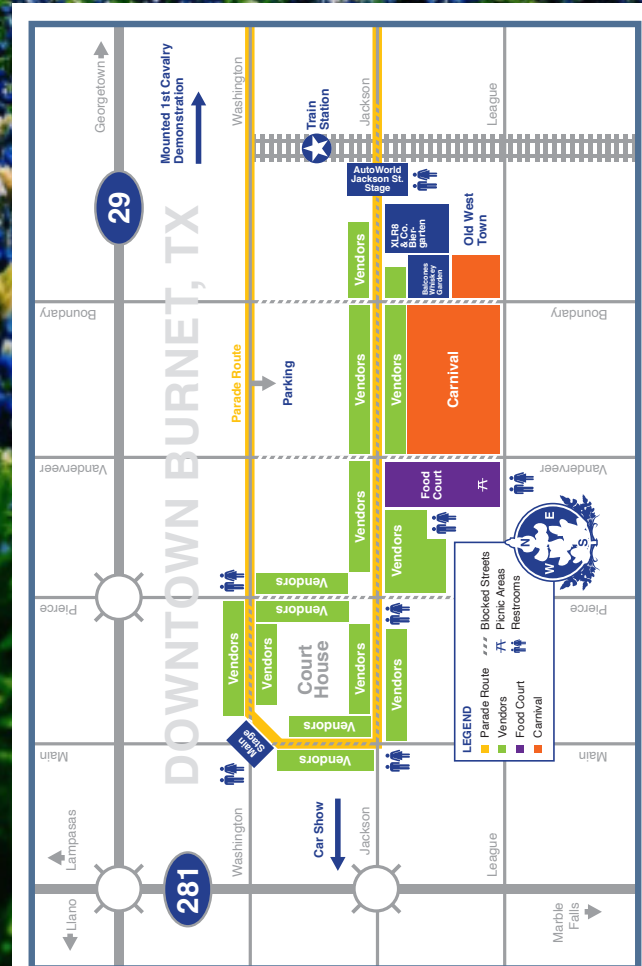 DOWNTOWN BURNET, TX
29
281
Llano
Lampasas
Georgetown
Marble
Falls
Main
Pierce
Vanderveer
Boundary
Main
Pierce
Vanderveer
Boundary
Washington
Washington
Jackson
Jackson
League
League
Mounted 1st Cavalry
Demonstration
Train
Station
Parade Route
Parking
Car Show
Main
Stage
Court
House
Vendors
Vendors
Vendors
Vendors
Vendors
Vendors
Vendors
Vendors
Vendors
Vendors
Vendors
Vendors
Vendors
Food
Court
Carnival
AutoWorld
Jackson St.
Stage
XLR8
& Co.
Bier-
garten
Balcones
Whiskey
Garden
Old West
Town
LEGEND
Parade Route
Vendors
Food Court
Carnival
Blocked Streets
Picnic Areas
Restrooms
N
E
S
W